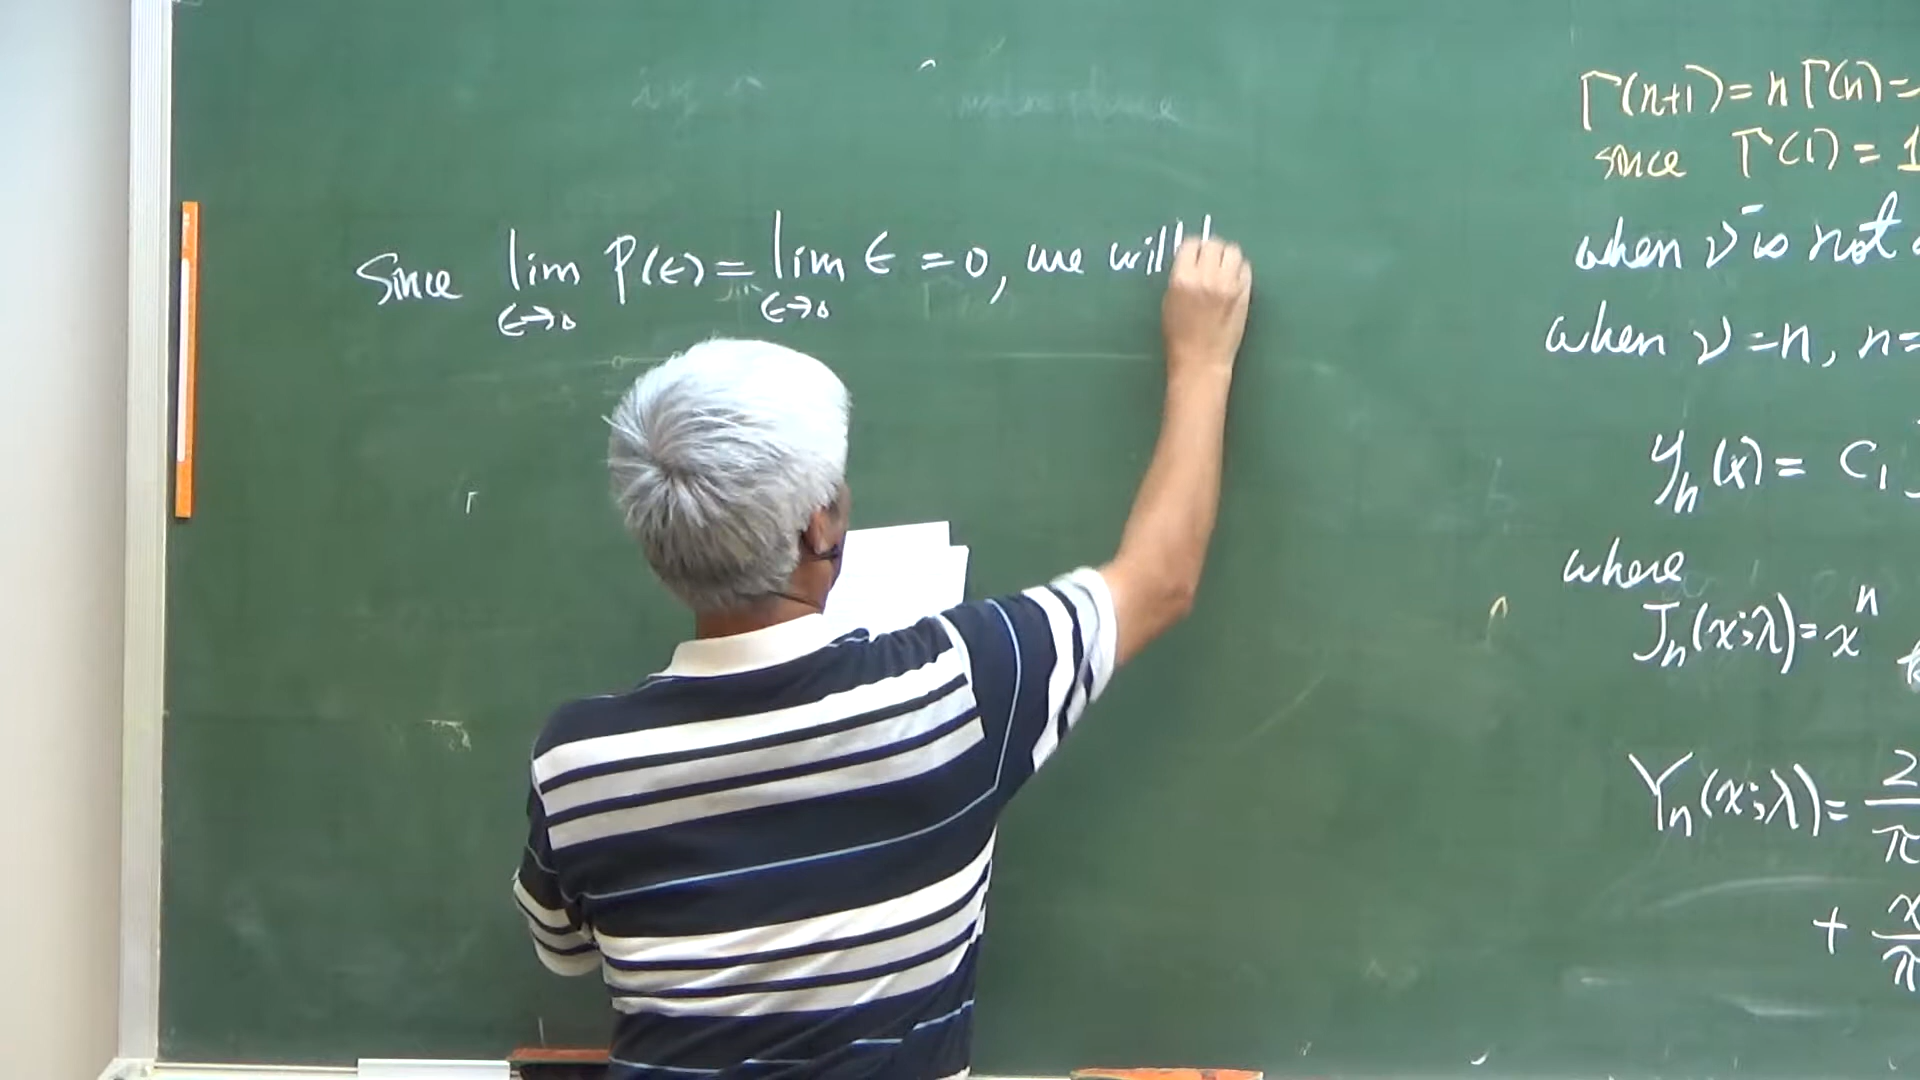 Since lim P(ϵ) = lim ϵ = 0, we will
ϵ→0 ϵ→0
Γ(n+1) = n Γ(n) =
since Γ(1) = 1
when ν is not
when ν = n, n =
y_n(x) = C_1
where
J_n(x;λ) = x^n
Y_n(x;λ) = 2/π
+ x/π